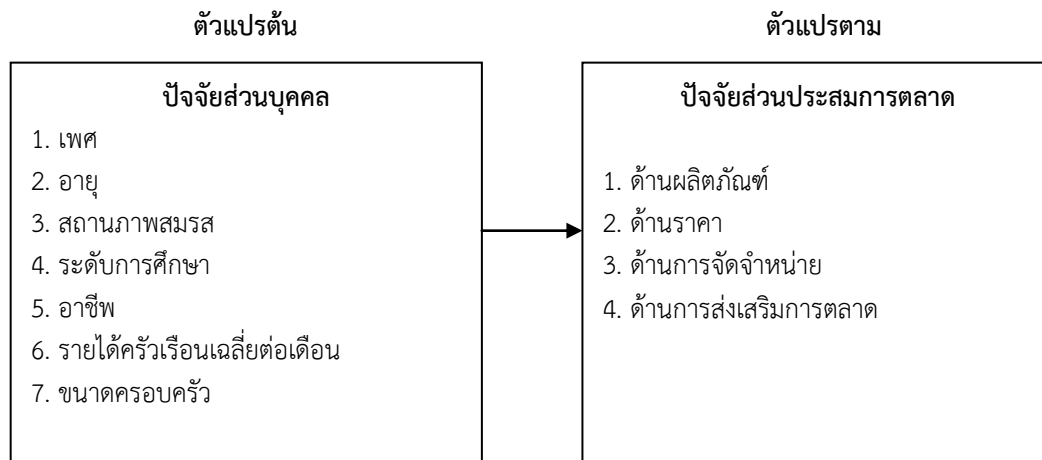 ตัวแปรต้น
ตัวแปรตาม
ปัจจัยส่วนบุคคล
1. เพศ
2. อายุ
3. สถานภาพสมรส
4. ระดับการศึกษา
5. อาชีพ
6. รายได้ครัวเรือนเฉลี่ยต่อเดือน
7. ขนาดครอบครัว
ปัจจัยส่วนประสมการตลาด
1. ด้านผลิตภัณฑ์
2. ด้านราคา
3. ด้านการจัดจำหน่าย
4. ด้านการส่งเสริมการตลาด